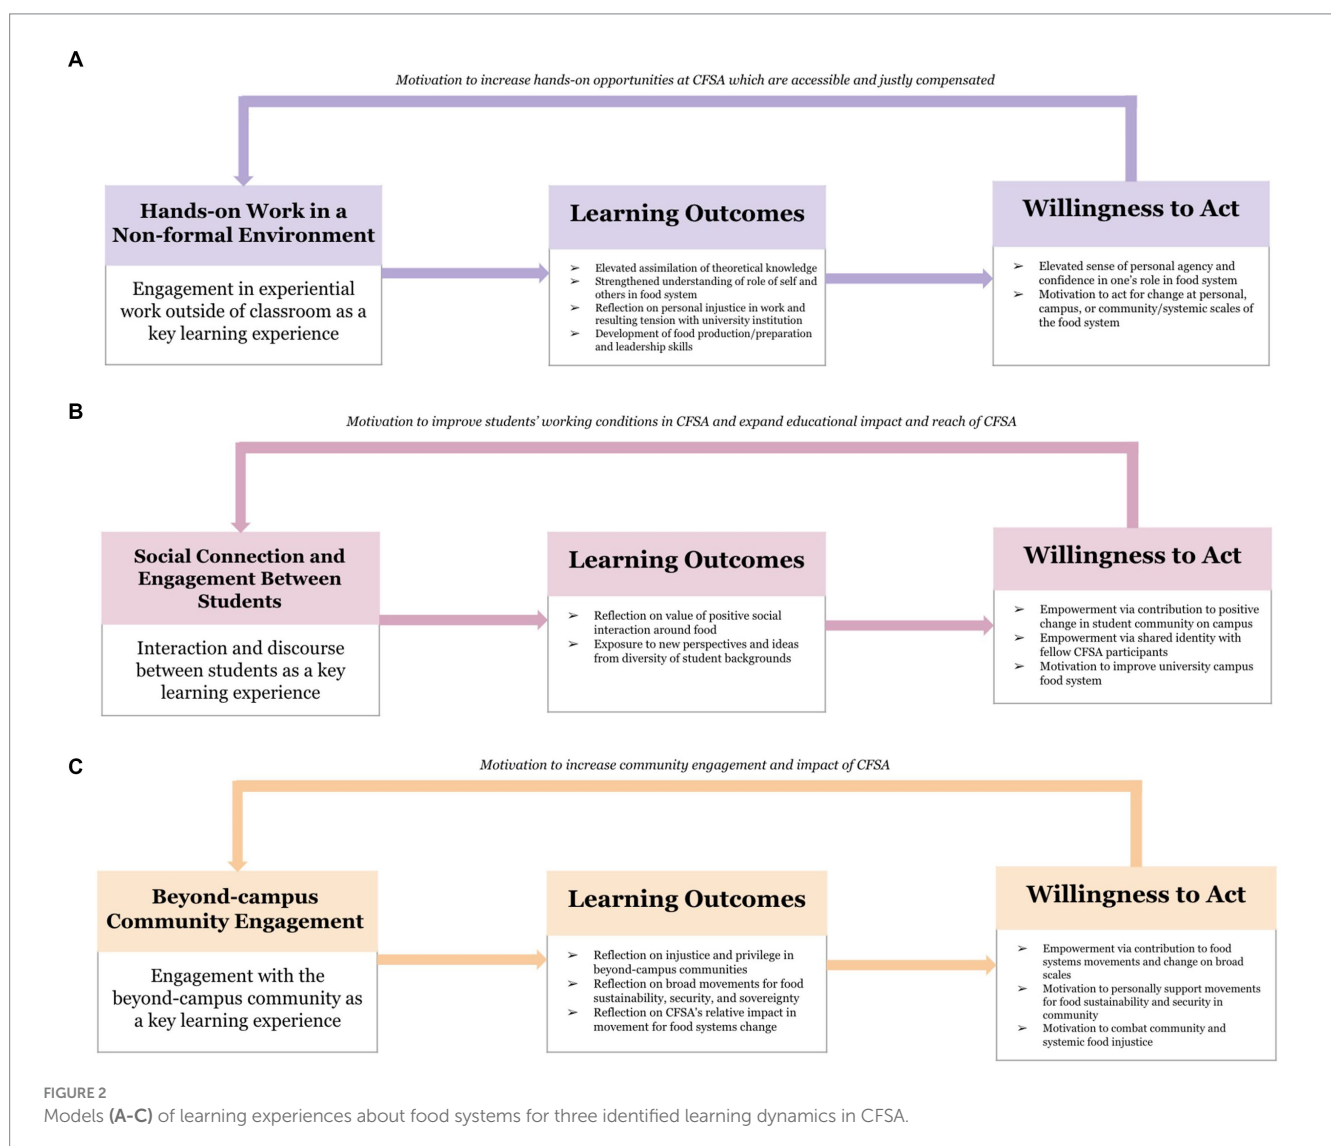 A
Motivation to increase hands-on opportunities at CFSA which are accessible and justly compensated
Hands-on Work in a
Non-formal Environment
Engagement in experiential
work outside of classroom as a
key learning experience
Learning Outcomes
➢ Elevated assimilation of theoretical knowledge
➢ Strengthened understanding of role of self and
others in food system
➢ Reflection on personal injustice in work and
resulting tension with university institution
➢ Development of food production/preparation
and leadership skills
Willingness to Act
➢ Elevated sense of personal agency and
confidence in one's role in food system
➢ Motivation to act for change at personal,
campus, or community/systemic scales of
the food system
B
Motivation to improve students' working conditions in CFSA and expand educational impact and reach of CFSA
Social Connection and
Engagement Between
Students
Interaction and discourse
between students as a key
learning experience
Learning Outcomes
➢ Reflection on value of positive social
interaction around food
➢ Exposure to new perspectives and ideas
from diversity of student backgrounds
Willingness to Act
➢ Empowerment via contribution to positive
change in student community on campus
➢ Empowerment via shared identity with
fellow CFSA participants
➢ Motivation to improve university campus
food system
C
Motivation to increase community engagement and impact of CFSA
Beyond-campus
Community Engagement
Engagement with the
beyond-campus community as
a key learning experience
Learning Outcomes
➢ Reflection on injustice and privilege in
beyond-campus communities
➢ Reflection on broad movements for food
sustainability, security, and sovereignty
➢ Reflection on CFSA's relative impact in
movement for food systems change
Willingness to Act
➢ Empowerment via contribution to food
systems movements and change on broad
scales
➢ Motivation to personally support movements
for food sustainability and security in
community
➢ Motivation to combat community and
systemic food injustice
FIGURE 2
Models (A-C) of learning experiences about food systems for three identified learning dynamics in CFSA.